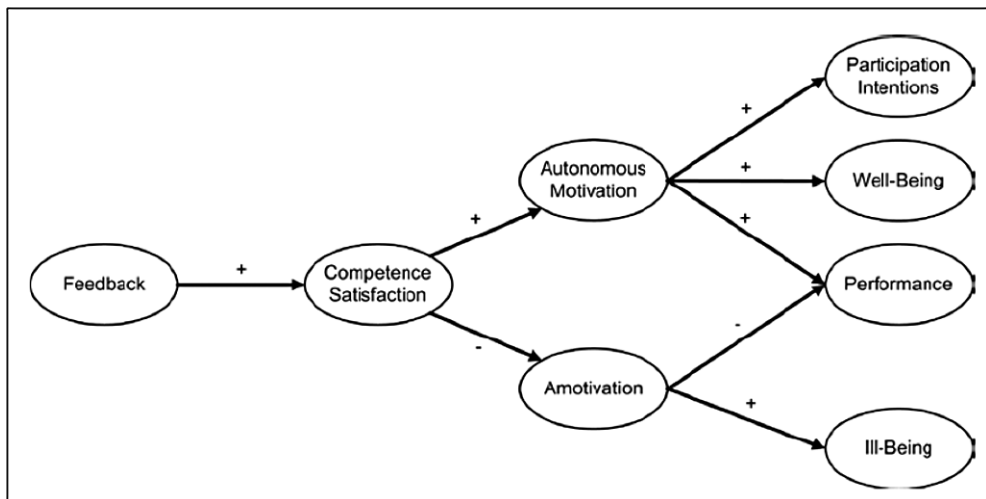 Participation
Intentions
+
Autonomous
Motivation
+
Well-Being
+
+
Feedback
+
Competence
Satisfaction
Performance
-
-
Amotivation
+
Ill-Being